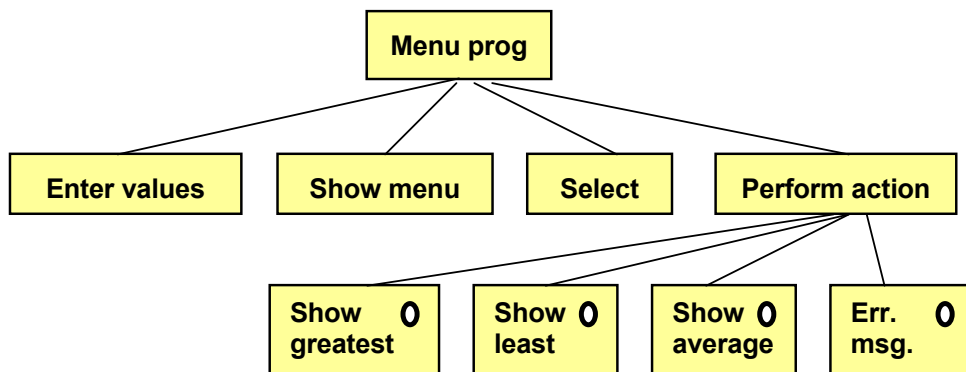 Menu prog
Enter values
Show menu
Select
Perform action
Show
greatest
Show
least
Show
average
Err.
msg.